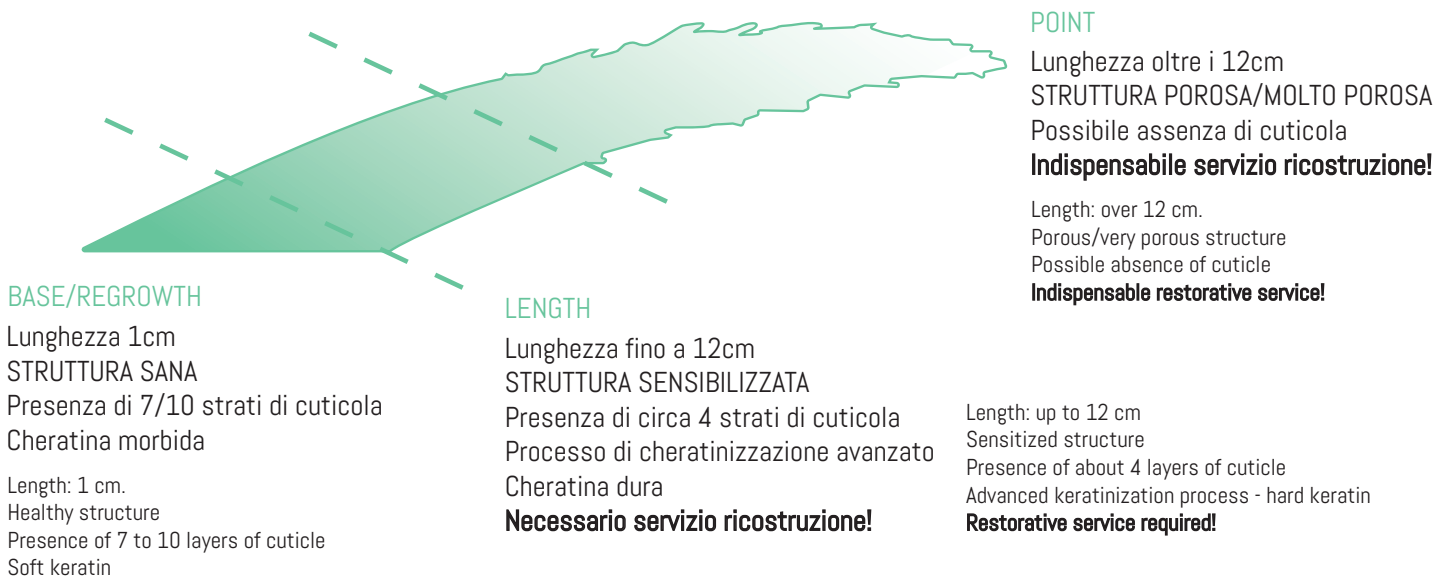 POINT
Lunghezza oltre i 12cm
STRUTTURA POROSA/MOLTO POROSA
Possibile assenza di cuticola
Indispensabile servizio ricostruzione!
Length: over 12 cm.
Porous/very porous structure
Possible absence of cuticle
Indispensable restorative service!
BASE/REGROWTH
Lunghezza 1cm
STRUTTURA SANA
Presenza di 7/10 strati di cuticola
Cheratina morbida
Length: 1 cm.
Healthy structure
Presence of 7 to 10 layers of cuticle
Soft keratin
LENGTH
Lunghezza fino a 12cm
STRUTTURA SENSIBILIZZATA
Presenza di circa 4 strati di cuticola
Processo di cheratinizzazione avanzato
Cheratina dura
Necessario servizio ricostruzione!
Length: up to 12 cm
Sensitized structure
Presence of about 4 layers of cuticle
Advanced keratinization process - hard keratin
Restorative service required!